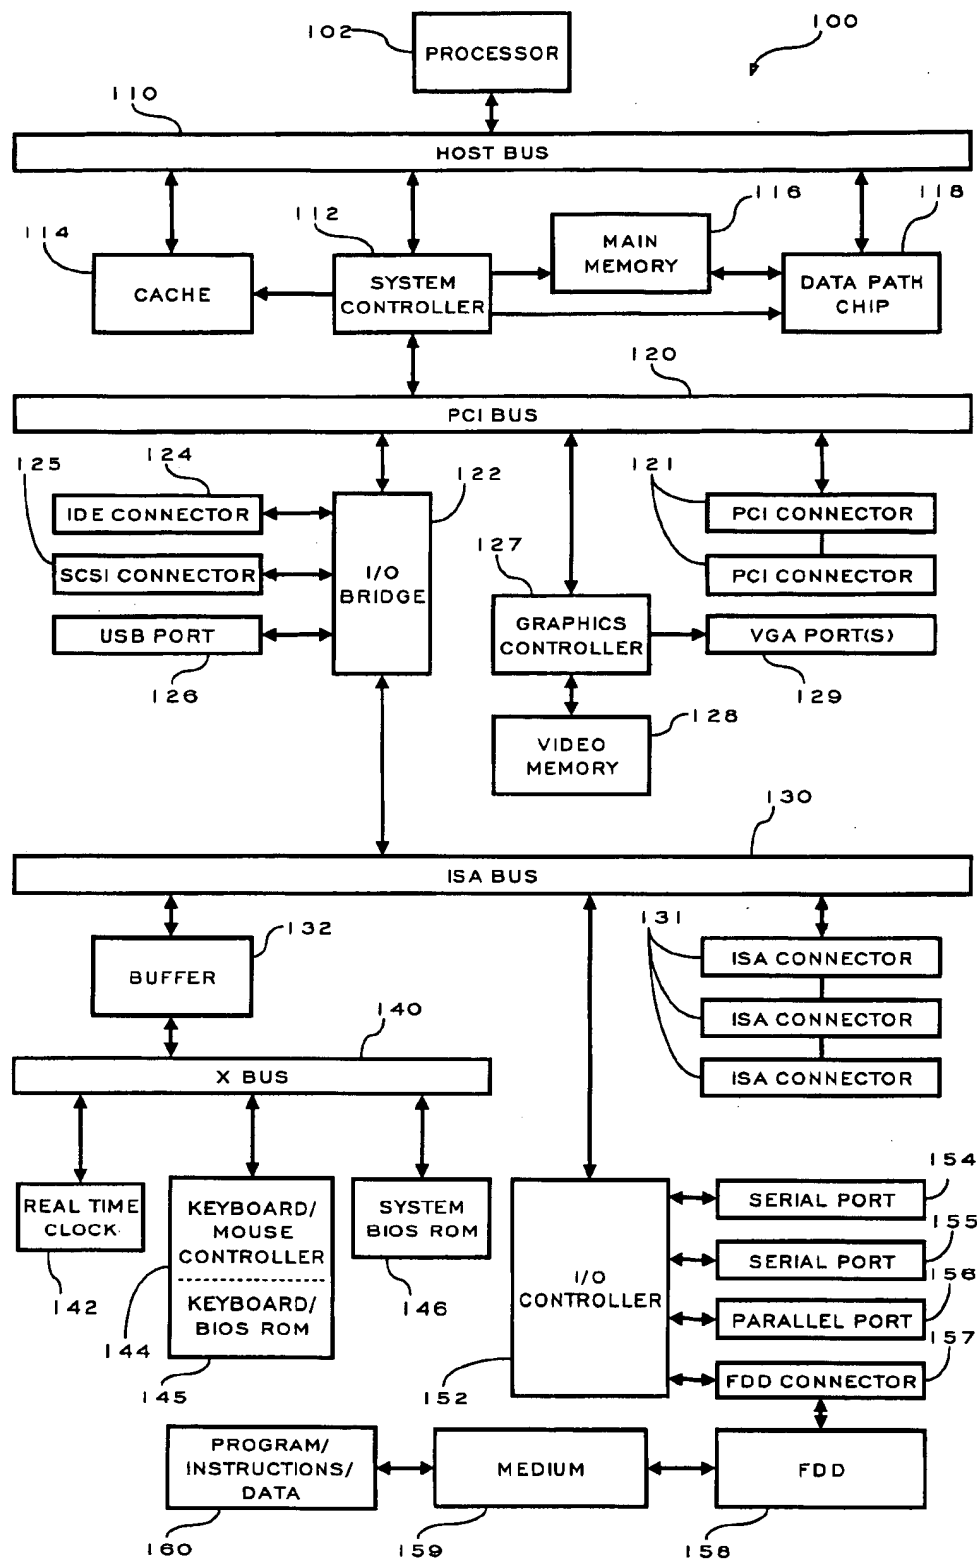 102
PROCESSOR
100
110
HOST BUS
116
118
112
114
MAIN
MEMORY
CACHE
SYSTEM
CONTROLLER
DATA PATH
CHIP
120
PCI BUS
125
124
122
121
IDE CONNECTOR
PCI CONNECTOR
127
SCSI CONNECTOR
I/O
BRIDGE
PCI CONNECTOR
USB PORT
GRAPHICS
CONTROLLER
VGA PORT(S)
126
129
128
VIDEO
MEMORY
130
ISA BUS
132
131
BUFFER
ISA CONNECTOR
140
ISA CONNECTOR
X BUS
ISA CONNECTOR
154
REAL TIME
CLOCK
KEYBOARD/
MOUSE
CONTROLLER
SYSTEM
BIOS ROM
SERIAL PORT
155
SERIAL PORT
I/O
CONTROLLER
156
142
KEYBOARD/
BIOS ROM
146
PARALLEL PORT
157
144
145
152
FDD CONNECTOR
PROGRAM/
INSTRUCTIONS/
DATA
MEDIUM
FDD
160
159
158